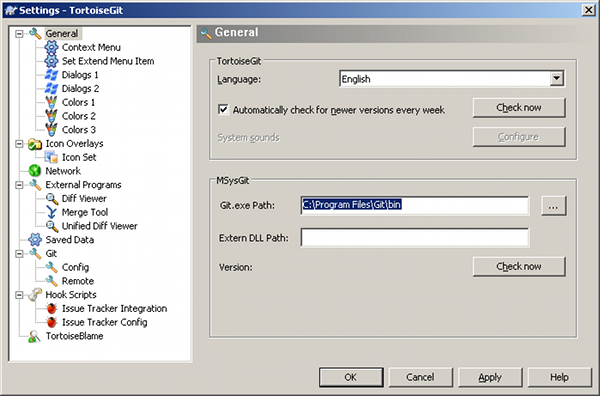 Settings - TortoiseGit
General
Context Menu
Set Extend Menu Item
Dialogs 1
Dialogs 2
Colors 1
Colors 2
Colors 3
Icon Overlays
Icon Set
Network
External Programs
Diff Viewer
Merge Tool
Unified Diff Viewer
Saved Data
Git
Config
Remote
Hook Scripts
Issue Tracker Integration
Issue Tracker Config
TortoiseBlame
General
TortoiseGit
Language: English
Automatically check for newer versions every week Check now
System sounds Configure
MSysGit
Git.exe Path: C:\Program Files\Git\bin ...
Extern DLL Path:
Version: Check now
OK Cancel Apply Help